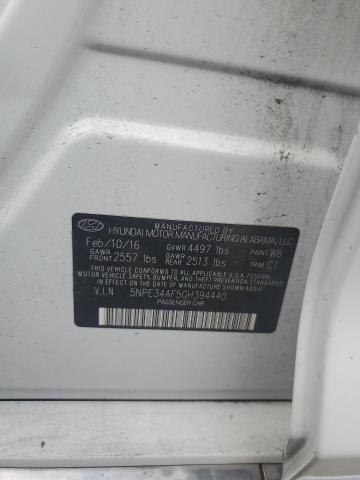 MANUFACTURED BY
HYUNDAI MOTOR MANUFACTURING ALABAMA, LLC
Feb/10/16 GVWR 4497 lbs PAINT W8
GAWR FRONT 2557 lbs GAWR REAR 2513 lbs TRIM CT
THIS VEHICLE CONFORMS TO ALL APPLICABLE U.S.A. FEDERAL
MOTOR VEHICLE SAFETY, BUMPER, AND THEFT PREVENTION
STANDARDS IN EFFECT ON THE DATE OF MANUFACTURE SHOWN ABOVE.
V.I.N 5NPE34AF5GH394440
PASSENGER CAR